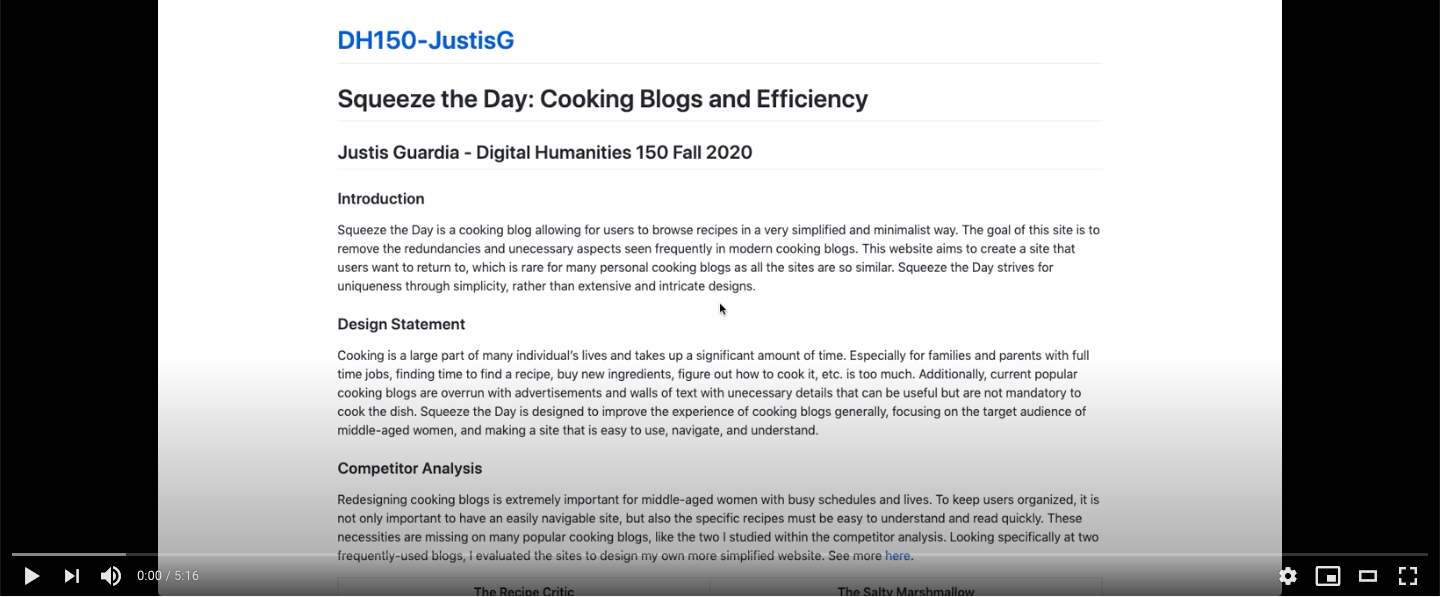 DH150-JustisG
Squeeze the Day: Cooking Blogs and Efficiency
Justis Guardia - Digital Humanities 150 Fall 2020
Introduction
Squeeze the Day is a cooking blog allowing for users to browse recipes in a very simplified and minimalist way. The goal of this site is to
remove the redundancies and unecessary aspects seen frequently in modern cooking blogs. This website aims to create a site that
users want to return to, which is rare for many personal cooking blogs as all the sites are so similar. Squeeze the Day strives for
uniqueness through simplicity, rather than extensive and intricate designs.
Design Statement
Cooking is a large part of many individual's lives and takes up a significant amount of time. Especially for families and parents with full
time jobs, finding time to find a recipe, buy new ingredients, figure out how to cook it, etc. is too much. Additionally, current popular
cooking blogs are overrun with advertisements and walls of text with unecessary details that can be useful but are not mandatory to
cook the dish. Squeeze the Day is designed to improve the experience of cooking blogs generally, focusing on the target audience of
middle-aged women, and making a site that is easy to use, navigate, and understand.
Competitor Analysis
Redesigning cooking blogs is extremely important for middle-aged women with busy schedules and lives. To keep users organized, it is
not only important to have an easily navigable site, but also the specific recipes must be easy to understand and read quickly. These
necessities are missing on many popular cooking blogs, like the two I studied within the competitor analysis. Looking specifically at two
frequently-used blogs, I evaluated the sites to design my own more simplified website. See more here.
0:00 / 5:16
The Recipe Critic The Salty Marshmallow